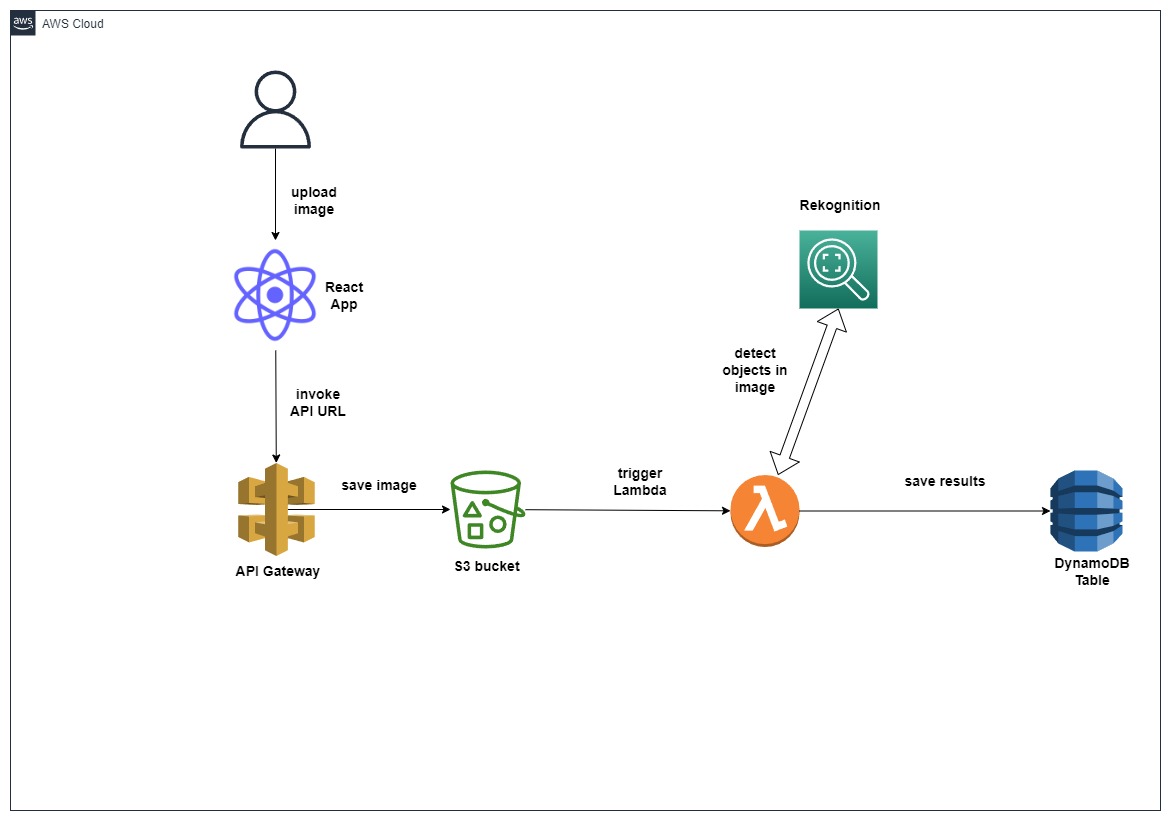 aws
AWS Cloud
upload
image
React
App
invoke
API URL
API Gateway
save image
S3 bucket
trigger
Lambda
Rekognition
detect
objects in
image
save results
DynamoDB
Table